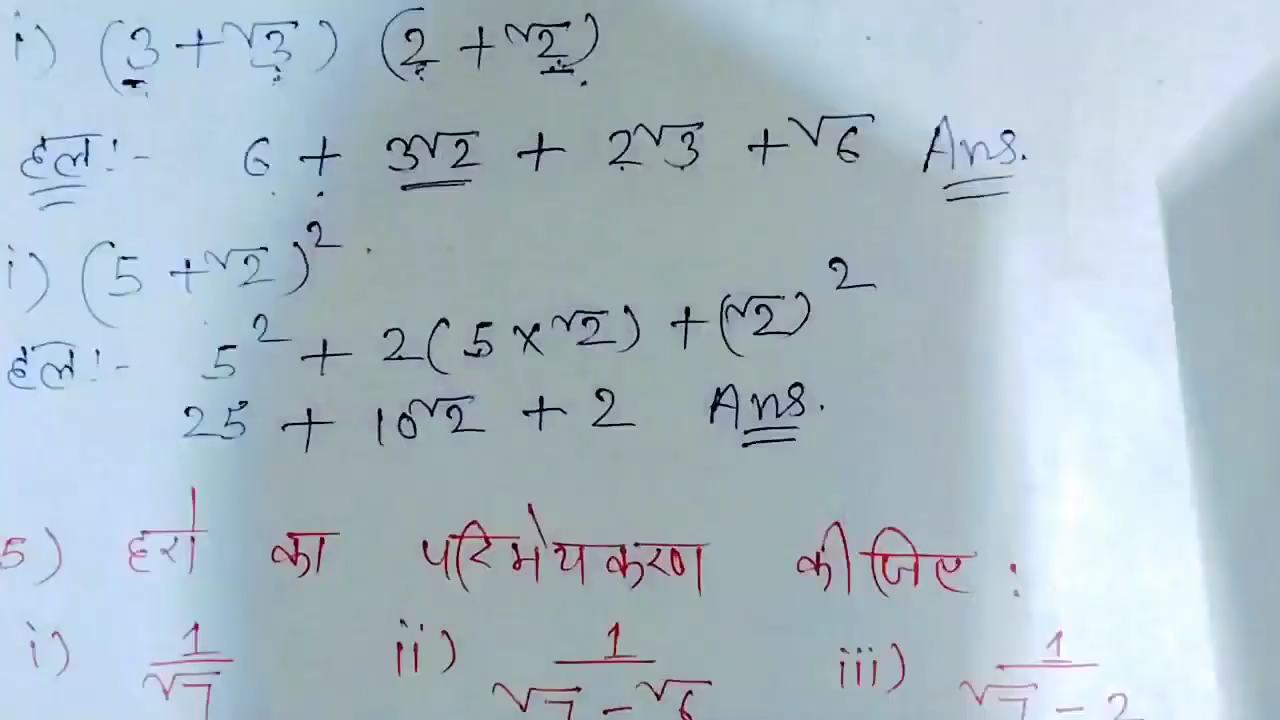 i) (3 + √3) (2 + √2)
हल:- 6 + 3√2 + 2√3 + √6 Ans.
i) (5 + √2)²
हल:- 5² + 2(5 × √2) + (√2)²
25 + 10√2 + 2 Ans.
5) हरों का परिमेयकरण कीजिए :
i) 1/√7 ii) 1/√7 - √6 iii) 1/√7 - 2